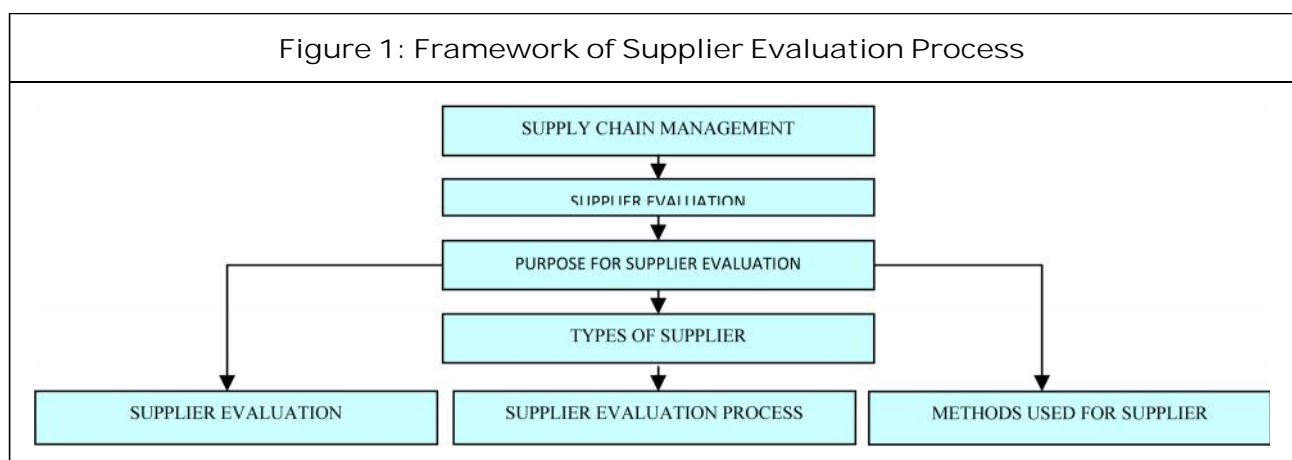 Figure 1: Framework of Supplier Evaluation Process
SUPPLY CHAIN MANAGEMENT
SUPPLIER EVALUATION
PURPOSE FOR SUPPLIER EVALUATION
TYPES OF SUPPLIER
SUPPLIER EVALUATION
SUPPLIER EVALUATION PROCESS
METHODS USED FOR SUPPLIER